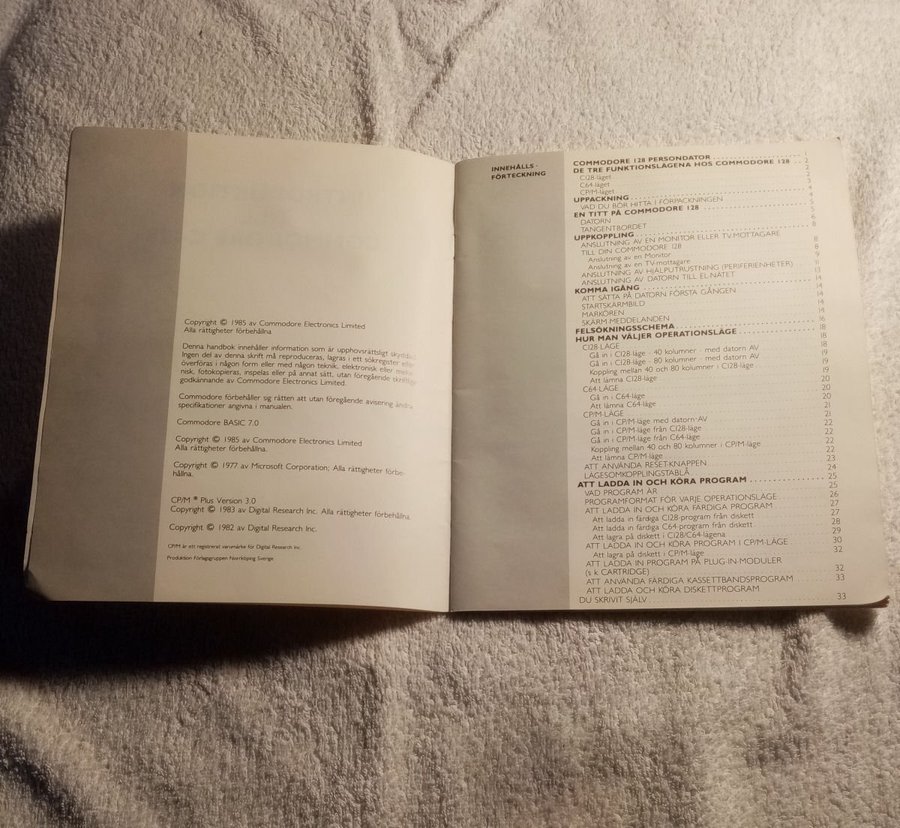 Copyright © 1985 av Commodore Electronics Limited
Alla rättigheter förbehållna
Denna handbok innehåller information som är upphovsrättsligt skyddad.
Ingen del av denna skrift må reproduceras, lagras i ett sökregister eller
överföras i någon form eller med någon teknik, elektronisk eller meka-
nisk, fotokopieras, inspelas eller på annat sätt, utan föregående skriftligt
godkännande av Commodore Electronics Limited.
Commodore förbehåller sig rätten att utan föregående avisering ändra
specifikationer angivna i manualen.
Commodore BASIC 7.0
Copyright © 1985 av Commodore Electronics Limited
Alla rättigheter förbehållna.
Copyright © 1977 av Microsoft Corporation; Alla rättigheter förbe-
hållna.
CP/M ® Plus Version 3.0
Copyright © 1983 av Digital Research Inc. Alla rättigheter förbehållna.
Copyright © 1982 av Digital Research Inc.
CP/M är ett registrerat varumärke för Digital Research Inc.
Produktion Förlagsgruppen Norrköping Sverige
INNEHÅLLS-
FÖRTECKNING
COMMODORE 128 PERSONDATOR
DE TRE FUNKTIONSLÄGENA HOS COMMODORE 128
C128-läget
C64-läget
CP/M-läget
UPPACKNING
VAD DU BÖR HITTA I FÖRPACKNINGEN
EN TITT PÅ COMMODORE 128
DATORN
TANGENTBORDET
UPPKOPPLING
ANSLUTNING AV EN MONITOR ELLER TV-MOTTAGARE
TILL DIN COMMODORE 128
Anslutning av en Monitor
Anslutning av en TV-mottagare
ANSLUTNING AV HJÄLPUTRUSTNING (PERIFERIENHETER)
ANSLUTNING AV DATORN TILL EL-NÄTET
KOMMA IGÅNG
ATT SÄTTA PÅ DATORN FÖRSTA GÅNGEN
STARTSKÄRMBILD
MARKÖREN
SKÄRM-MEDDELANDEN
FELSÖKNINGSSCHEMA
HUR MAN VÄLJER OPERATIONSLÄGE
C128-LÄGE
Gå in i C128-läge - 40 kolumner - med datorn AV
Gå in i C128-läge - 80 kolumner - med datorn AV
Koppling mellan 40 och 80 kolumner i C128-läge
Att lämna C128-läge
C64-LÄGE
Gå in i C64-läge
Att lämna C64-läge
CP/M-LÄGE
Gå in i CP/M-läge med datorn AV
Gå in i CP/M-läge från C128-läge
Gå in i CP/M-läge från C64-läge
Koppling mellan 40 och 80 kolumner i CP/M-läge
Att lämna CP/M-läge
ATT ANVÄNDA RESET-KNAPPEN
LÄGESOMKOPPLINGSTABLÅ
ATT LADDA IN OCH KÖRA PROGRAM
VAD PROGRAM ÄR
PROGRAMFORMAT FÖR VARJE OPERATIONSLÄGE
ATT LADDA IN OCH KÖRA FÄRDIGA PROGRAM
Att ladda in färdiga C128-program från diskett
Att ladda in färdiga C64-program från diskett
Att lagra på diskett i C128/C64-lägena
ATT LADDA IN OCH KÖRA PROGRAM I CP/M-LÄGE
Att lagra på diskett i CP/M-läge
ATT LADDA IN PROGRAM PÅ PLUG-IN MODULER
(s k CARTRIDGE) 32
ATT ANVÄNDA FÄRDIGA KASSETTBANDSPROGRAM 33
ATT LADDA OCH KÖRA DISKETTPROGRAM
DU SKRIVIT SJÄLV 33